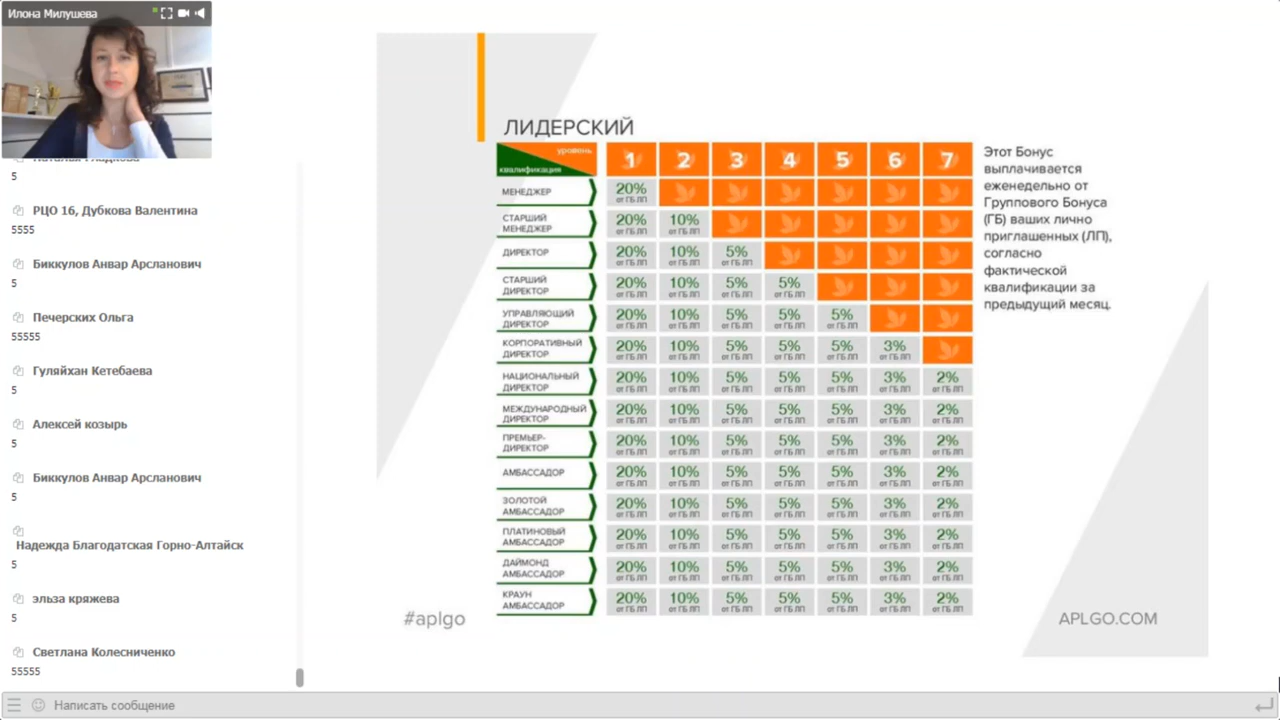 Илона Милушева
Наталья Гладкова
5
РЦО 16, Дубкова Валентина
5555
Биккулов Анвар Арсланович
5
Печерских Ольга
55555
Гуляйхан Кетебаева
5
Алексей козырь
5
Биккулов Анвар Арсланович
5
Надежда Благодатская Горно-Алтайск
5
эльза кряжева
5
Светлана Колесниченко
55555
Написать сообщение
ЛИДЕРСКИЙ
уровень
квалификация
1 2 3 4 5 6 7
МЕНЕДЖЕР
20%
от ГБ ЛП
СТАРШИЙ
МЕНЕДЖЕР
20% 10%
от ГБ ЛП от ГБ ЛП
ДИРЕКТОР
20% 10% 5%
от ГБ ЛП от ГБ ЛП от ГБ ЛП
СТАРШИЙ
ДИРЕКТОР
20% 10% 5% 5%
от ГБ ЛП от ГБ ЛП от ГБ ЛП от ГБ ЛП
УПРАВЛЯЮЩИЙ
ДИРЕКТОР
20% 10% 5% 5% 5%
от ГБ ЛП от ГБ ЛП от ГБ ЛП от ГБ ЛП от ГБ ЛП
КОРПОРАТИВНЫЙ
ДИРЕКТОР
20% 10% 5% 5% 5% 3%
от ГБ ЛП от ГБ ЛП от ГБ ЛП от ГБ ЛП от ГБ ЛП от ГБ ЛП
НАЦИОНАЛЬНЫЙ
ДИРЕКТОР
20% 10% 5% 5% 5% 3% 2%
от ГБ ЛП от ГБ ЛП от ГБ ЛП от ГБ ЛП от ГБ ЛП от ГБ ЛП от ГБ ЛП
МЕЖДУНАРОДНЫЙ
ДИРЕКТОР
20% 10% 5% 5% 5% 3% 2%
от ГБ ЛП от ГБ ЛП от ГБ ЛП от ГБ ЛП от ГБ ЛП от ГБ ЛП от ГБ ЛП
ПРЕМЬЕР-
ДИРЕКТОР
20% 10% 5% 5% 5% 3% 2%
от ГБ ЛП от ГБ ЛП от ГБ ЛП от ГБ ЛП от ГБ ЛП от ГБ ЛП от ГБ ЛП
АМБАССАДОР
20% 10% 5% 5% 5% 3% 2%
от ГБ ЛП от ГБ ЛП от ГБ ЛП от ГБ ЛП от ГБ ЛП от ГБ ЛП от ГБ ЛП
ЗОЛОТОЙ
АМБАССАДОР
20% 10% 5% 5% 5% 3% 2%
от ГБ ЛП от ГБ ЛП от ГБ ЛП от ГБ ЛП от ГБ ЛП от ГБ ЛП от ГБ ЛП
ПЛАТИНОВЫЙ
АМБАССАДОР
20% 10% 5% 5% 5% 3% 2%
от ГБ ЛП от ГБ ЛП от ГБ ЛП от ГБ ЛП от ГБ ЛП от ГБ ЛП от ГБ ЛП
ДАЙМОНД
АМБАССАДОР
20% 10% 5% 5% 5% 3% 2%
от ГБ ЛП от ГБ ЛП от ГБ ЛП от ГБ ЛП от ГБ ЛП от ГБ ЛП от ГБ ЛП
КРАУН
АМБАССАДОР
20% 10% 5% 5% 5% 3% 2%
от ГБ ЛП от ГБ ЛП от ГБ ЛП от ГБ ЛП от ГБ ЛП от ГБ ЛП от ГБ ЛП
Этот Бонус
выплачивается
еженедельно от
Группового Бонуса
(ГБ) ваших лично
приглашенных (ЛП),
согласно
фактической
квалификации за
предыдущий месяц.
#aplgo
APLGO.COM